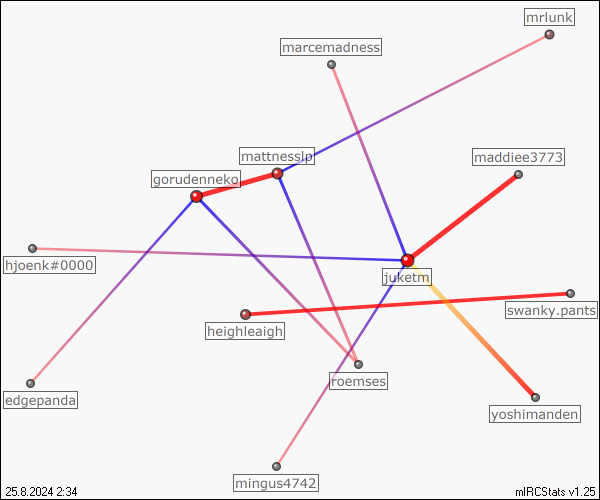 mrlunk
marcemadness
mattnesslp
maddiee3773
gorudenneko
hjoenk#0000
juketm
swanky.pants
heighleaigh
roemses
edgepanda
yoshimanden
mingus4742
25.8.2024 2:34
mIRCStats v1.25